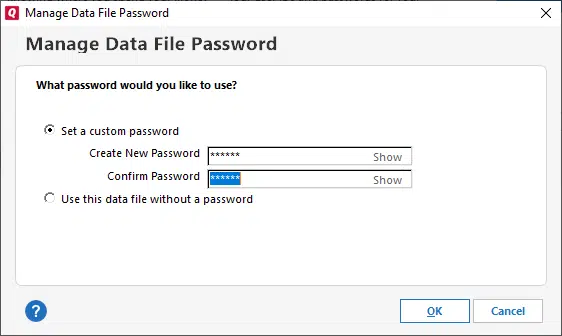 Manage Data File Password
Manage Data File Password
What password would you like to use?
Set a custom password
Create New Password ****** Show
Confirm Password ****** Show
Use this data file without a password
? OK Cancel